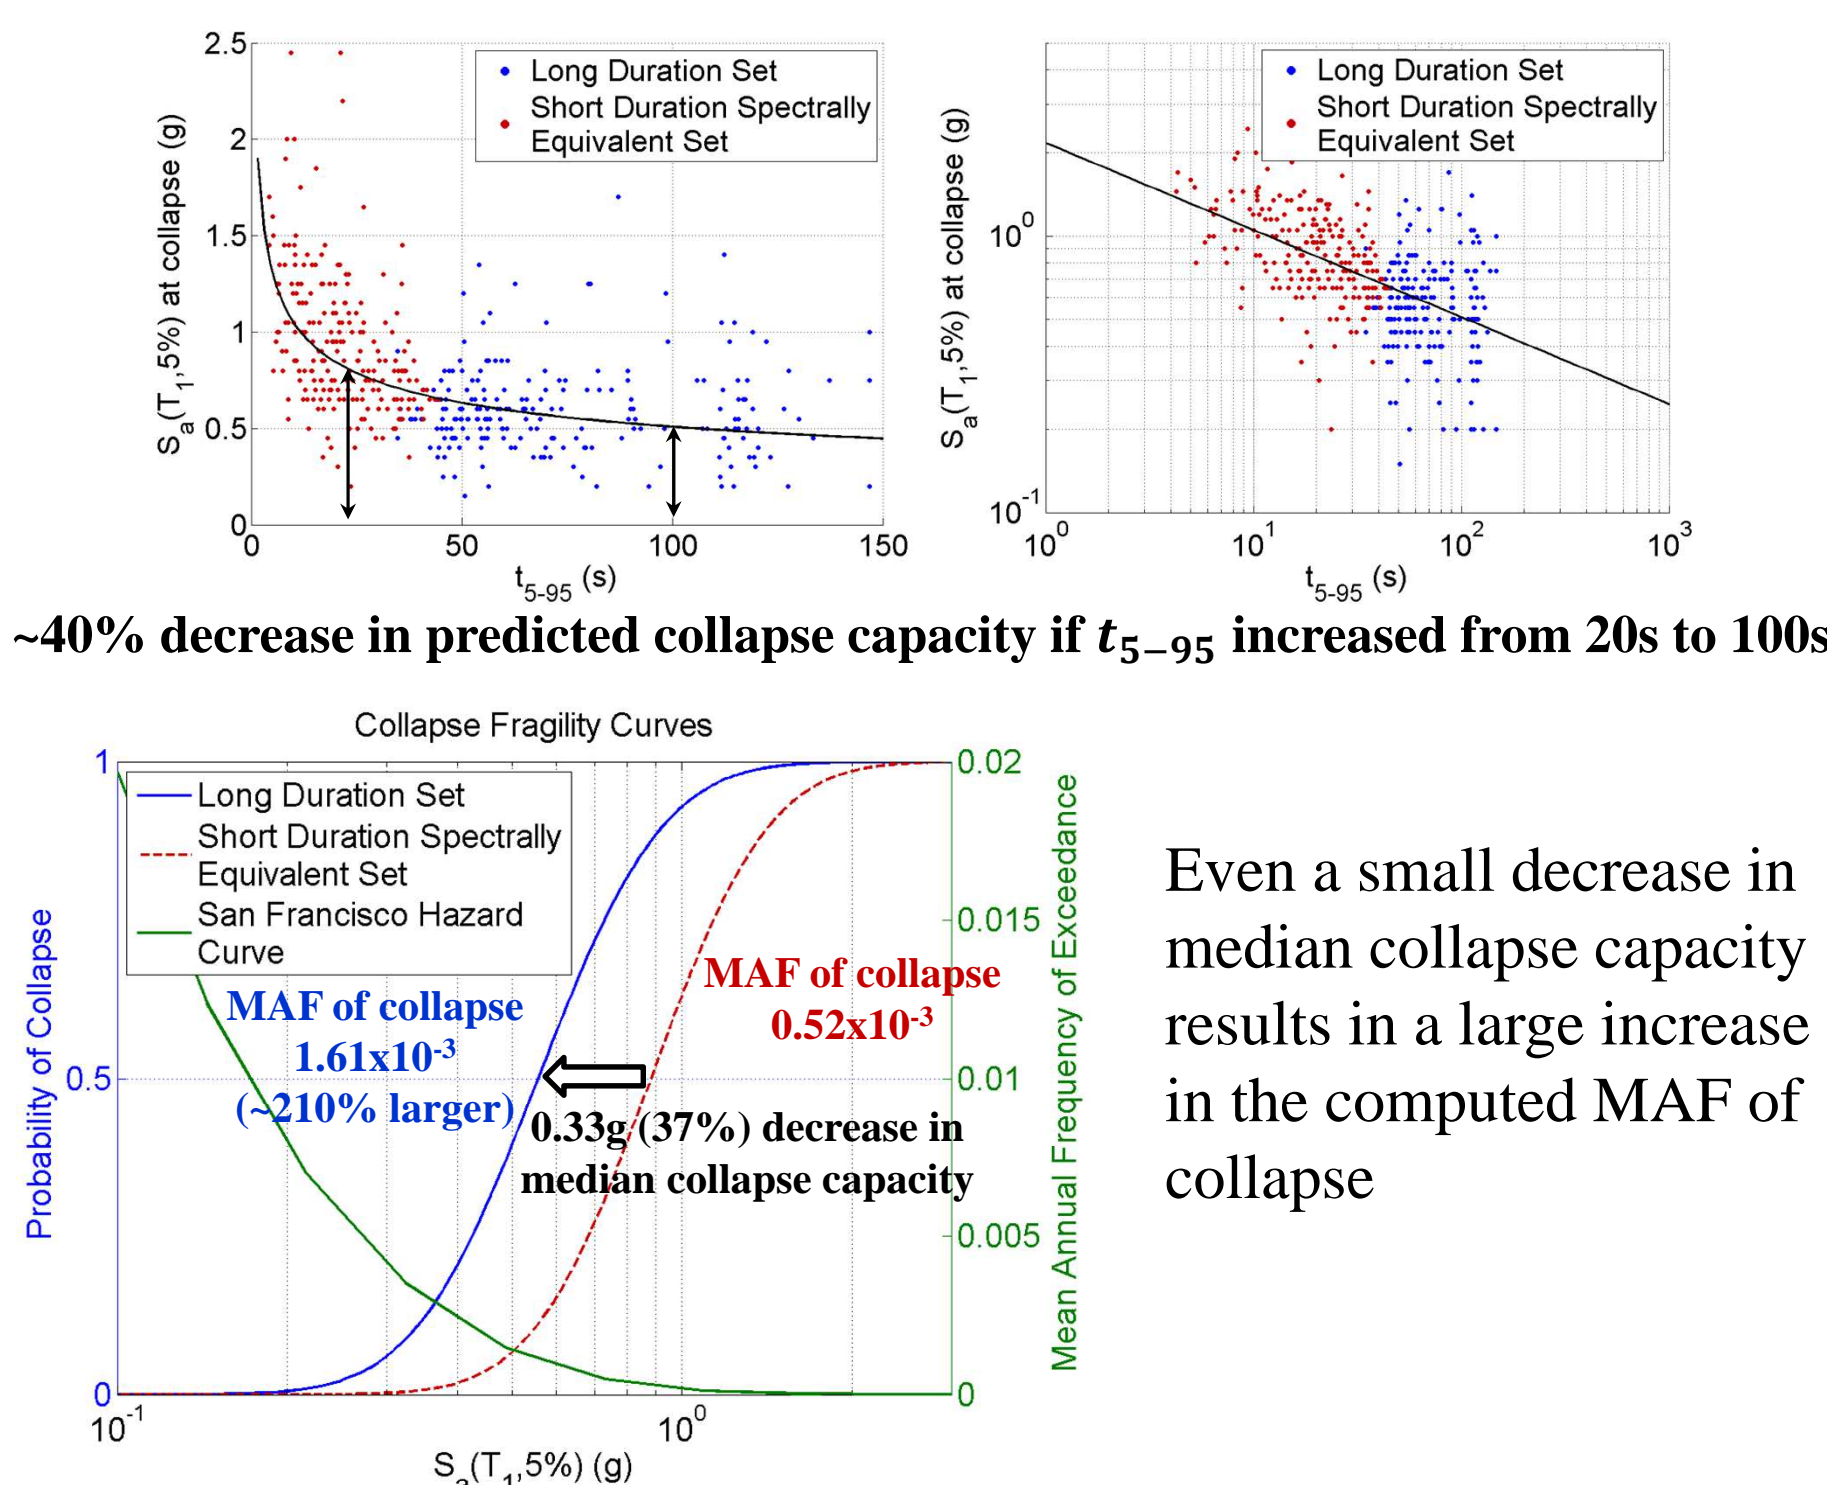 2.5
2
1.5
1
0.5
0
0
50
100
150
Sa(T1,5%) at collapse (g)
t5-95 (s)
Long Duration Set
Short Duration Spectrally
Equivalent Set
10^0
10^-1
10^0
10^1
10^2
10^3
Sa(T1,5%) at collapse (g)
t5-95 (s)
Long Duration Set
Short Duration Spectrally
Equivalent Set
~40% decrease in predicted collapse capacity if t5−95 increased from 20s to 100s
Collapse Fragility Curves
1
0.5
0
Probability of Collapse
Long Duration Set
Short Duration Spectrally
Equivalent Set
San Francisco Hazard
Curve
MAF of collapse
1.61x10^-3
(~210% larger)
MAF of collapse
0.52x10^-3
0.33g (37%) decrease in
median collapse capacity
0.02
0.015
0.01
0.005
0
Mean Annual Frequency of Exceedance
10^-1
10^0
Sa(T1,5%) (g)
Even a small decrease in
median collapse capacity
results in a large increase
in the computed MAF of
collapse